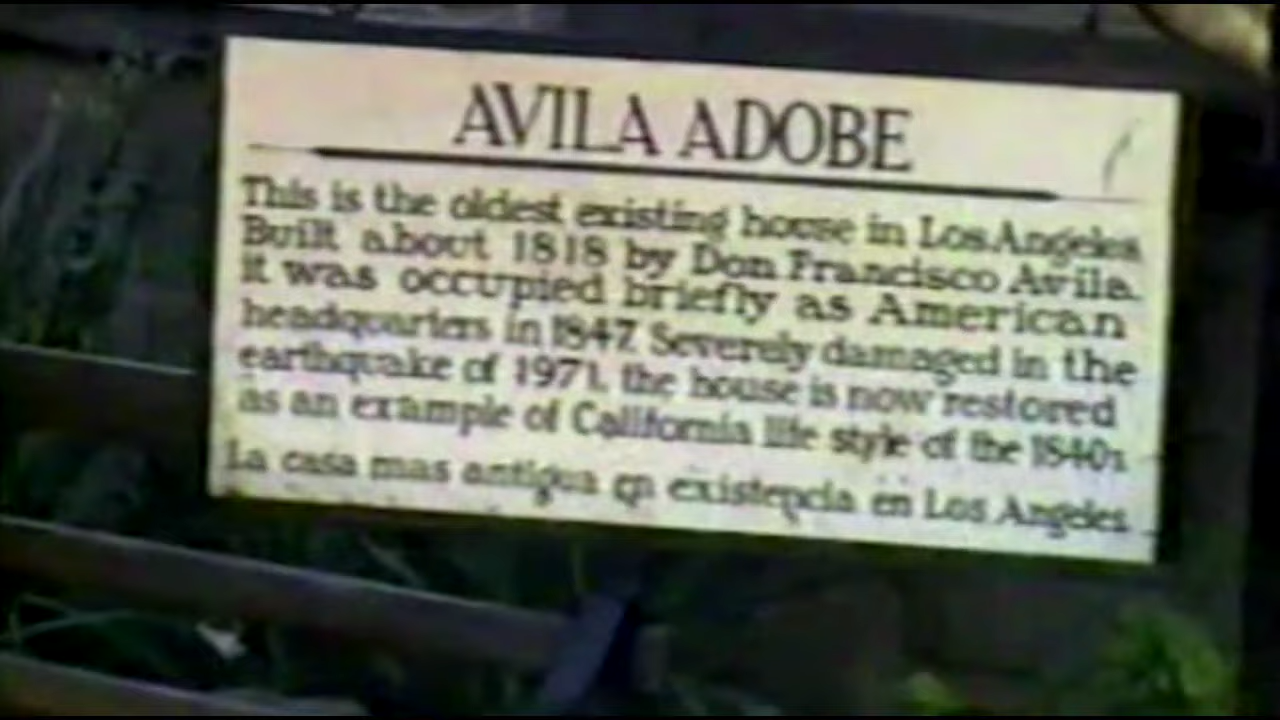 AVILA ADOBE
This is the oldest existing house in Los Angeles
Built about 1818 by Don Francisco Avila.
it was occupied briefly as American
headquarters in 1847. Severely damaged in the
earthquake of 1971, the house is now restored
as an example of California life style of the 1840s
La casa mas antigua en existencia en Los Angeles